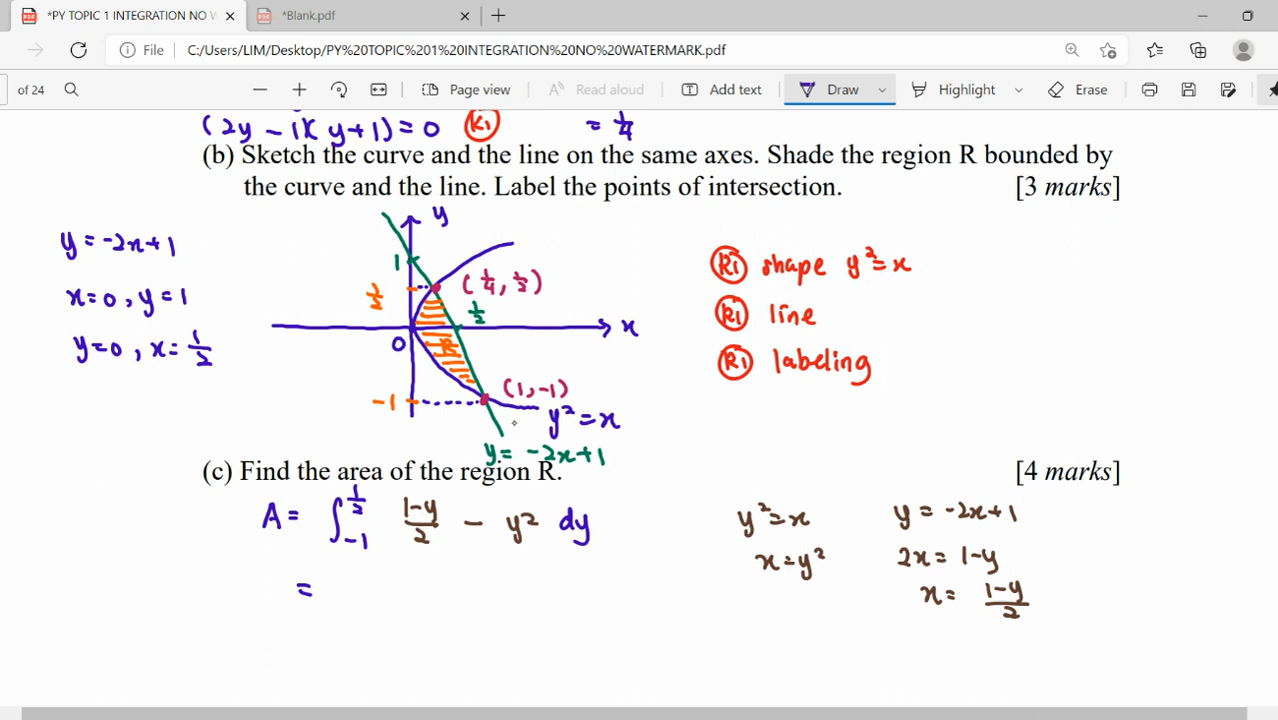 *PY TOPIC 1 INTEGRATION NO W
*Blank.pdf
File C:/Users/LIM/Desktop/PY%20TOPIC%201%20INTEGRATION%20NO%20WATERMARK.pdf
of 24
Page view
Read aloud
Add text
Draw
Highlight
Erase
(2y - 1)(y+1) = 0 K1 = 1/4
(b) Sketch the curve and the line on the same axes. Shade the region R bounded by
the curve and the line. Label the points of intersection. [3 marks]
y = -2x+1
x=0, y=1
y=0, x=1/2
y
1
1/2
(1/4, 1/2)
1/2
x
0
R
(1, -1)
-1
y² = x
y = -2x+1
R1 shape y² = x
R1 line
R1 labeling
(c) Find the area of the region R. [4 marks]
A = ∫_{-1}^{1/2} (1-y)/2 - y² dy
=
y² = x
x = y²
y = -2x+1
2x = 1-y
x = (1-y)/2